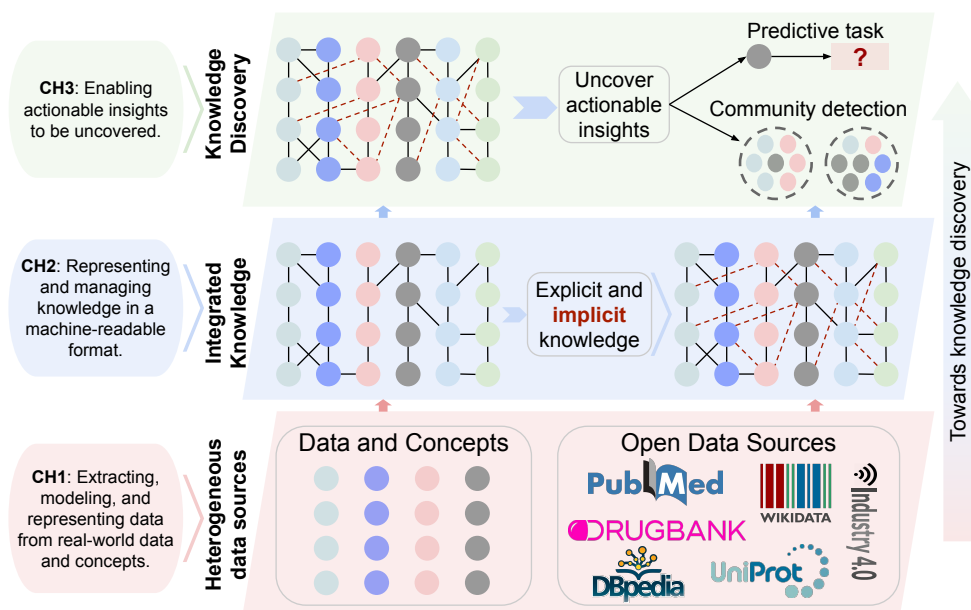 CH3: Enabling
actionable insights
to be uncovered.
Knowledge
Discovery
Uncover
actionable
insights
Predictive task
?
Community detection
CH2: Representing
and managing
knowledge in a
machine-readable
format.
Integrated
Knowledge
Explicit and
implicit
knowledge
CH1: Extracting,
modeling, and
representing data
from real-world data
and concepts.
Heterogeneous
data sources
Data and Concepts
Open Data Sources
PubMed
WIKIDATA
Industry 4.0
DRUGBANK
DBpedia
UniProt
Towards knowledge discovery